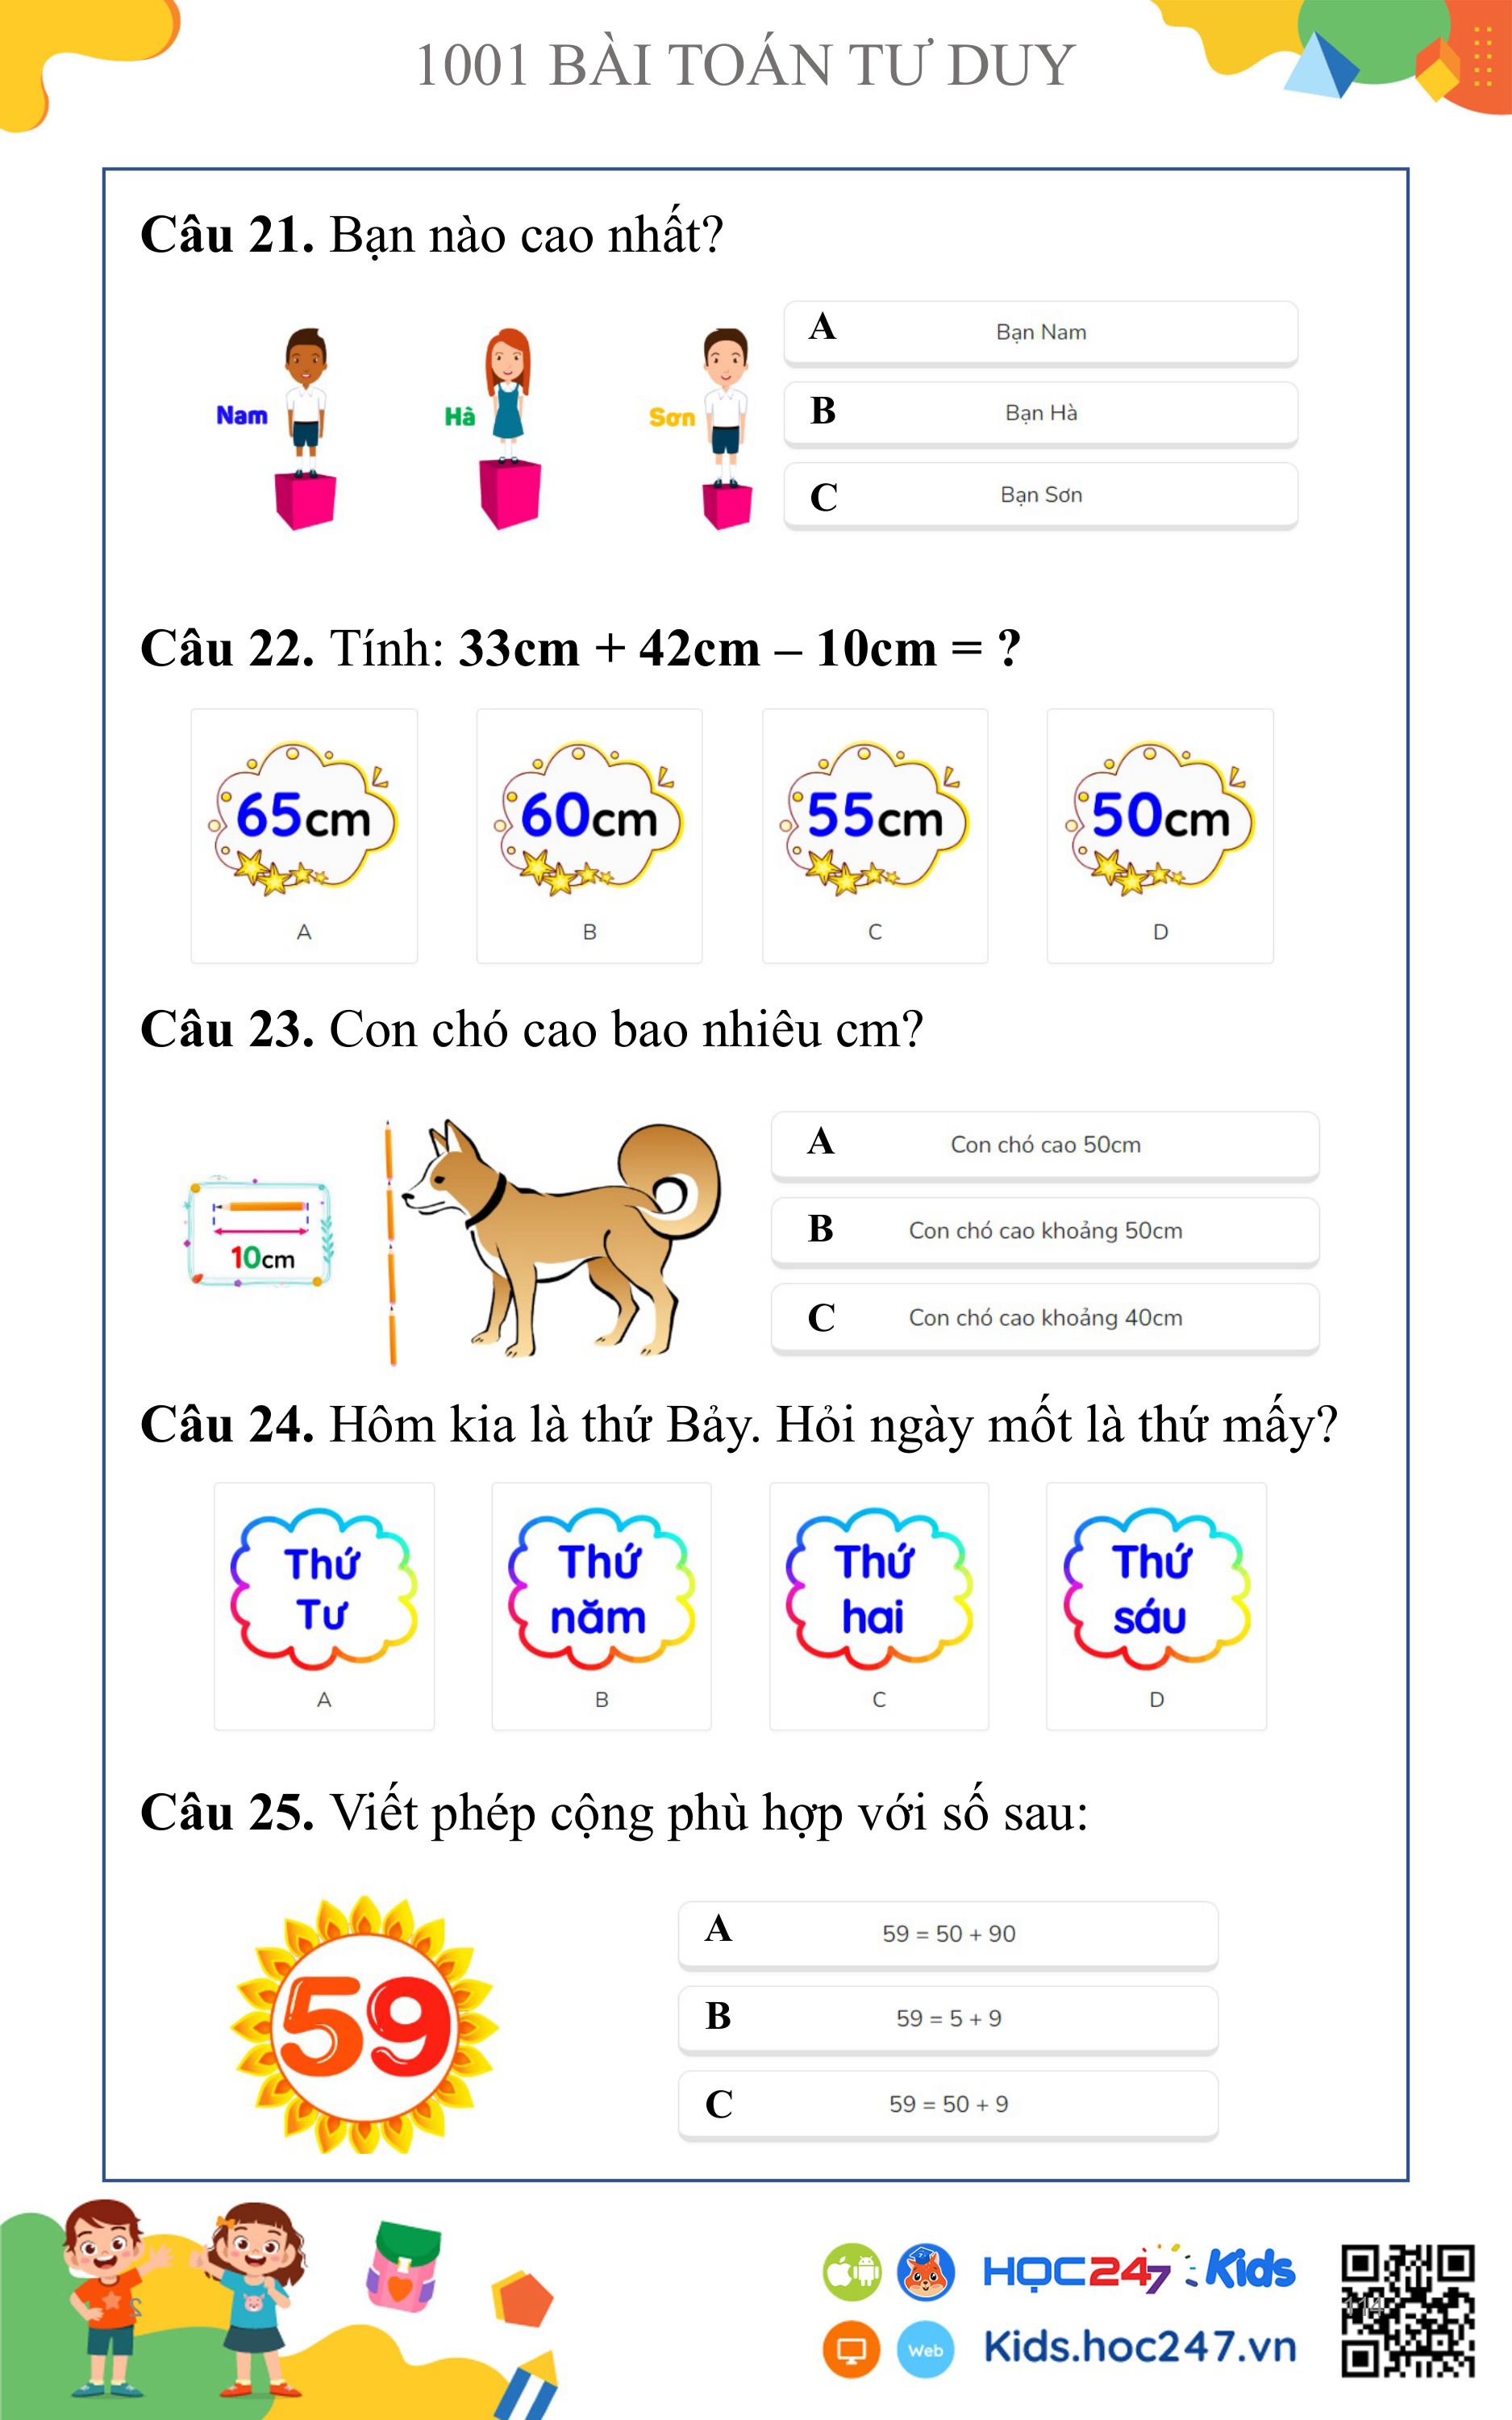 1001 BÀI TOÁN TƯ DUY
Câu 21. Bạn nào cao nhất?
Nam
Hà
Sơn
A Bạn Nam
B Bạn Hà
C Bạn Sơn
Câu 22. Tính: 33cm + 42cm – 10cm = ?
65cm 60cm 55cm 50cm
A B C D
Câu 23. Con chó cao bao nhiêu cm?
10cm
A Con chó cao 50cm
B Con chó cao khoảng 50cm
C Con chó cao khoảng 40cm
Câu 24. Hôm kia là thứ Bảy. Hỏi ngày mốt là thứ mấy?
Thứ Thứ Thứ Thứ
Tư năm hai sáu
A B C D
Câu 25. Viết phép cộng phù hợp với số sau:
59
A 59 = 50 + 90
B 59 = 5 + 9
C 59 = 50 + 9
HỌC247 Kids
114
Web Kids.hoc247.vn